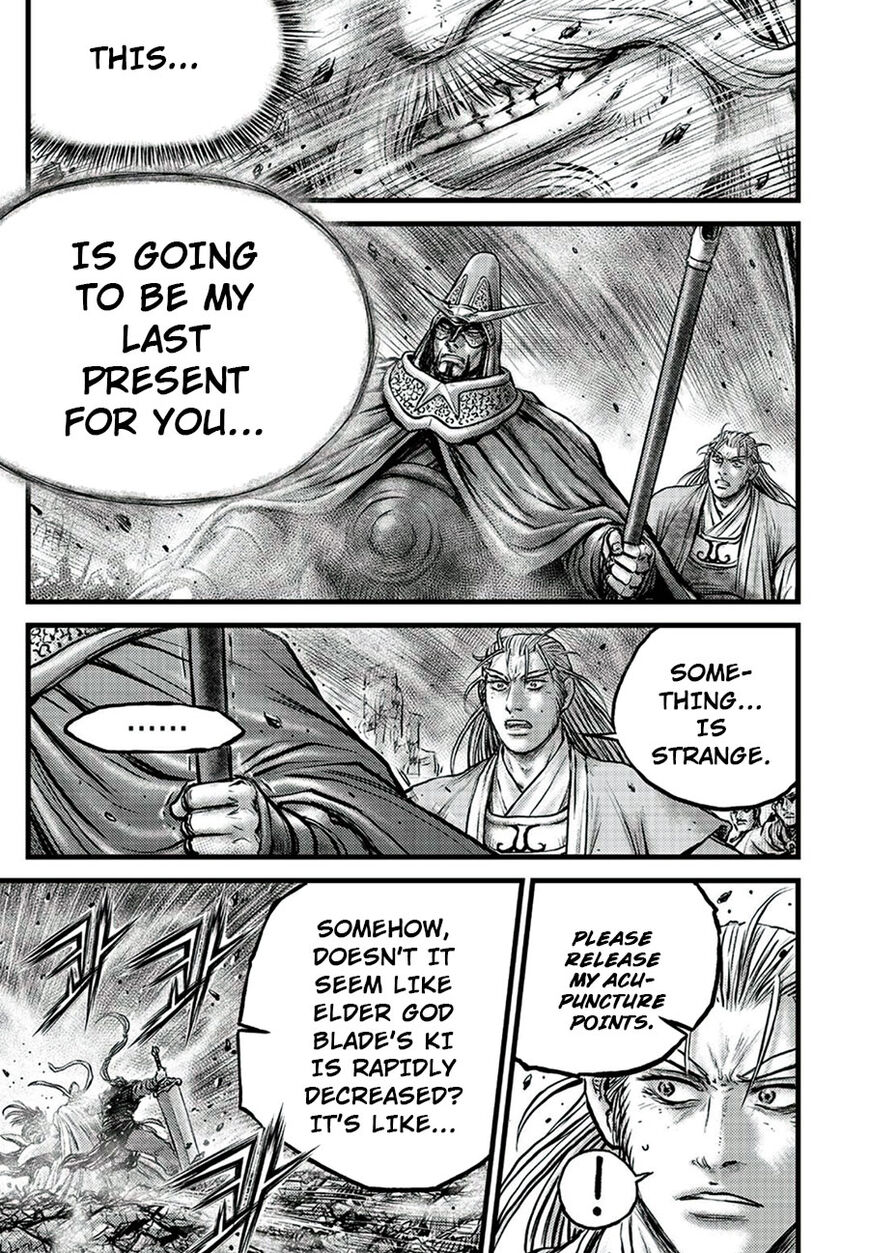 THIS...
IS GOING
TO BE MY
LAST
PRESENT
FOR YOU...
SOME-
THING...
IS
STRANGE.
......
PLEASE
RELEASE
MY ACU-
PUNCTURE
POINTS.
!
SOMEHOW,
DOESN'T IT
SEEM LIKE
ELDER GOD
BLADE'S KI
IS RAPIDLY
DECREASED?
IT'S LIKE...